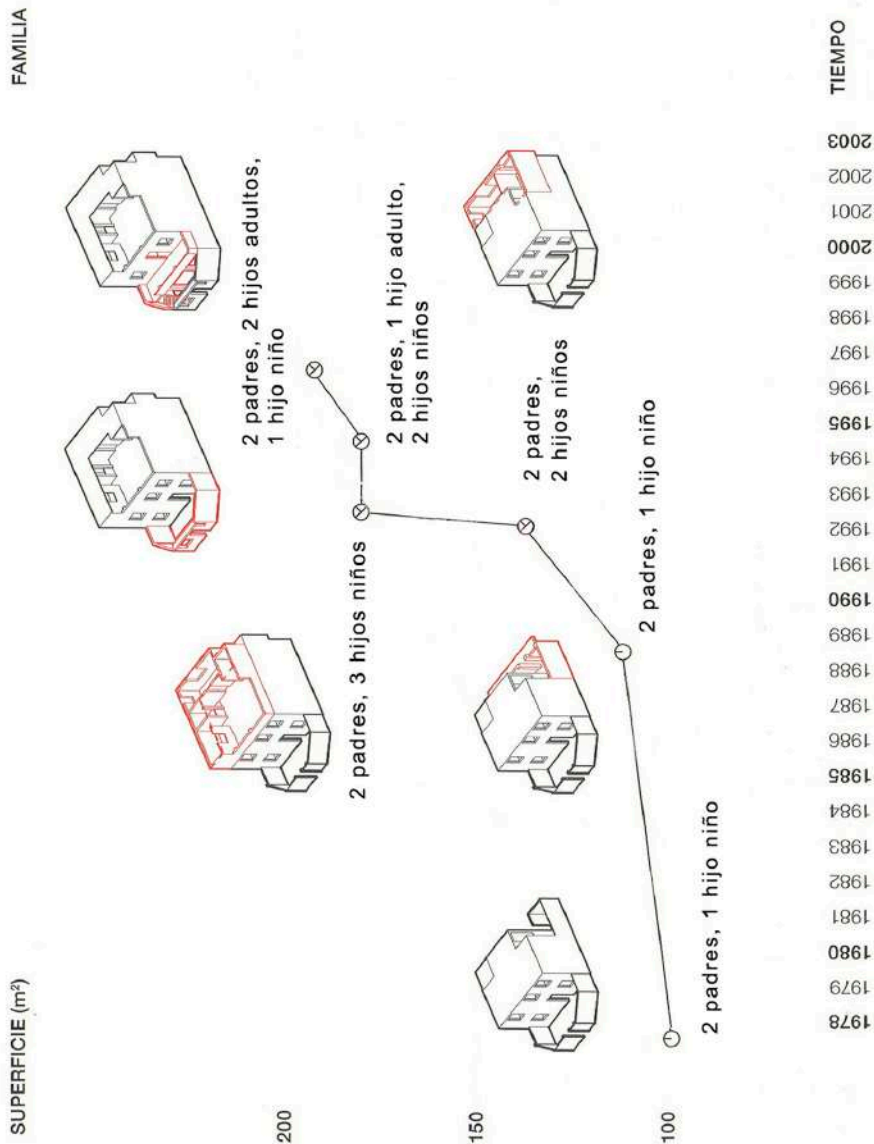 SUPERFICIE (m²)
FAMILIA
200
150
100
2 padres, 2 hijos adultos,
1 hijo niño
2 padres, 1 hijo adulto,
2 hijos niños
2 padres, 3 hijos niños
2 padres,
2 hijos niños
2 padres, 1 hijo niño
2 padres, 1 hijo niño
1978
1979
1980
1981
1982
1983
1984
1985
1986
1987
1988
1989
1990
1991
1992
1993
1994
1995
1996
1997
1998
1999
2000
2001
2002
2003
TIEMPO